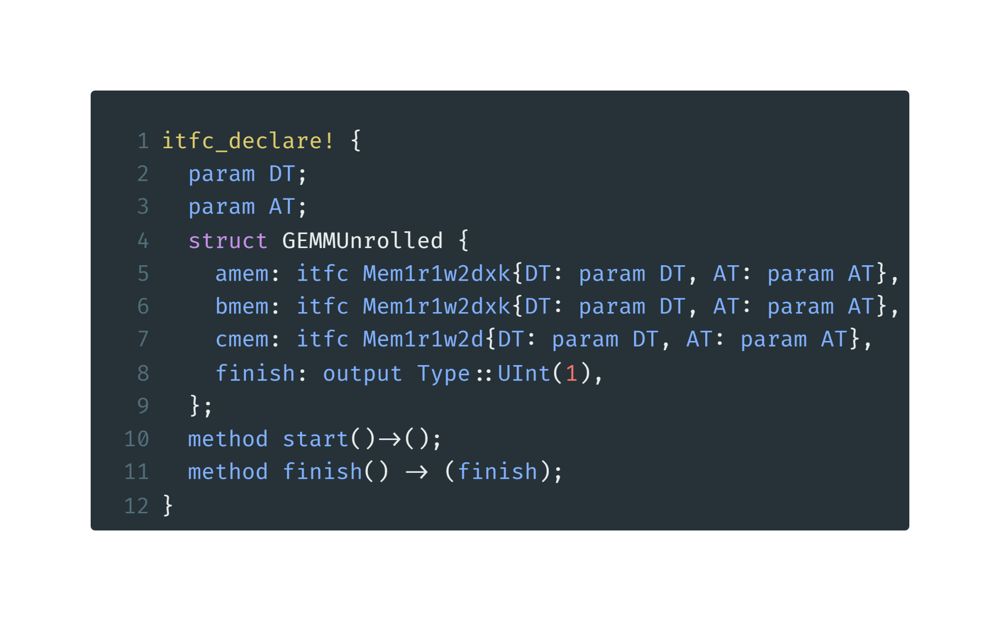 1 itfc_declare! {
2   param DT;
3   param AT;
4   struct GEMMUnrolled {
5     amem: itfc Mem1r1w2dxk{DT: param DT, AT: param AT},
6     bmem: itfc Mem1r1w2dxk{DT: param DT, AT: param AT},
7     cmem: itfc Mem1r1w2d{DT: param DT, AT: param AT},
8     finish: output Type::UInt(1),
9   };
10   method start()->();
11   method finish() -> (finish);
12 }